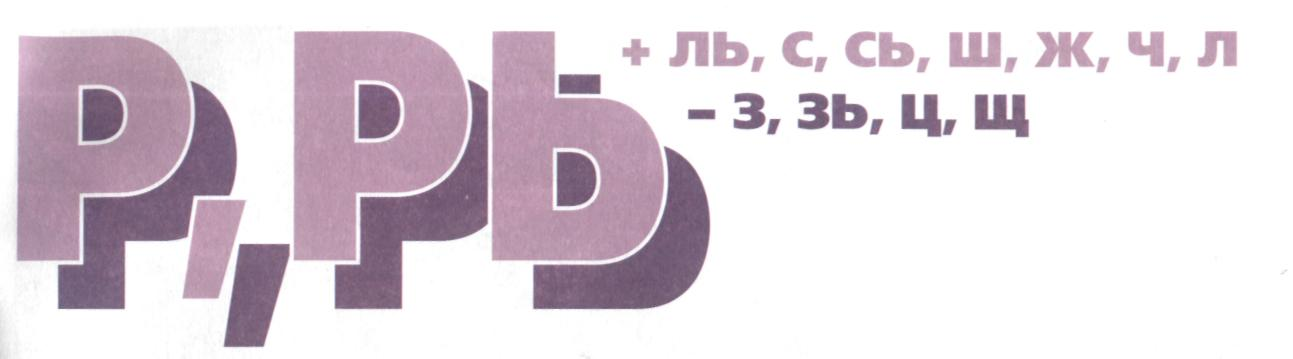 Р, РЬ
+ ЛЬ, С, СЬ, Ш, Ж, Ч, Л
– З, ЗЬ, Ц, Щ